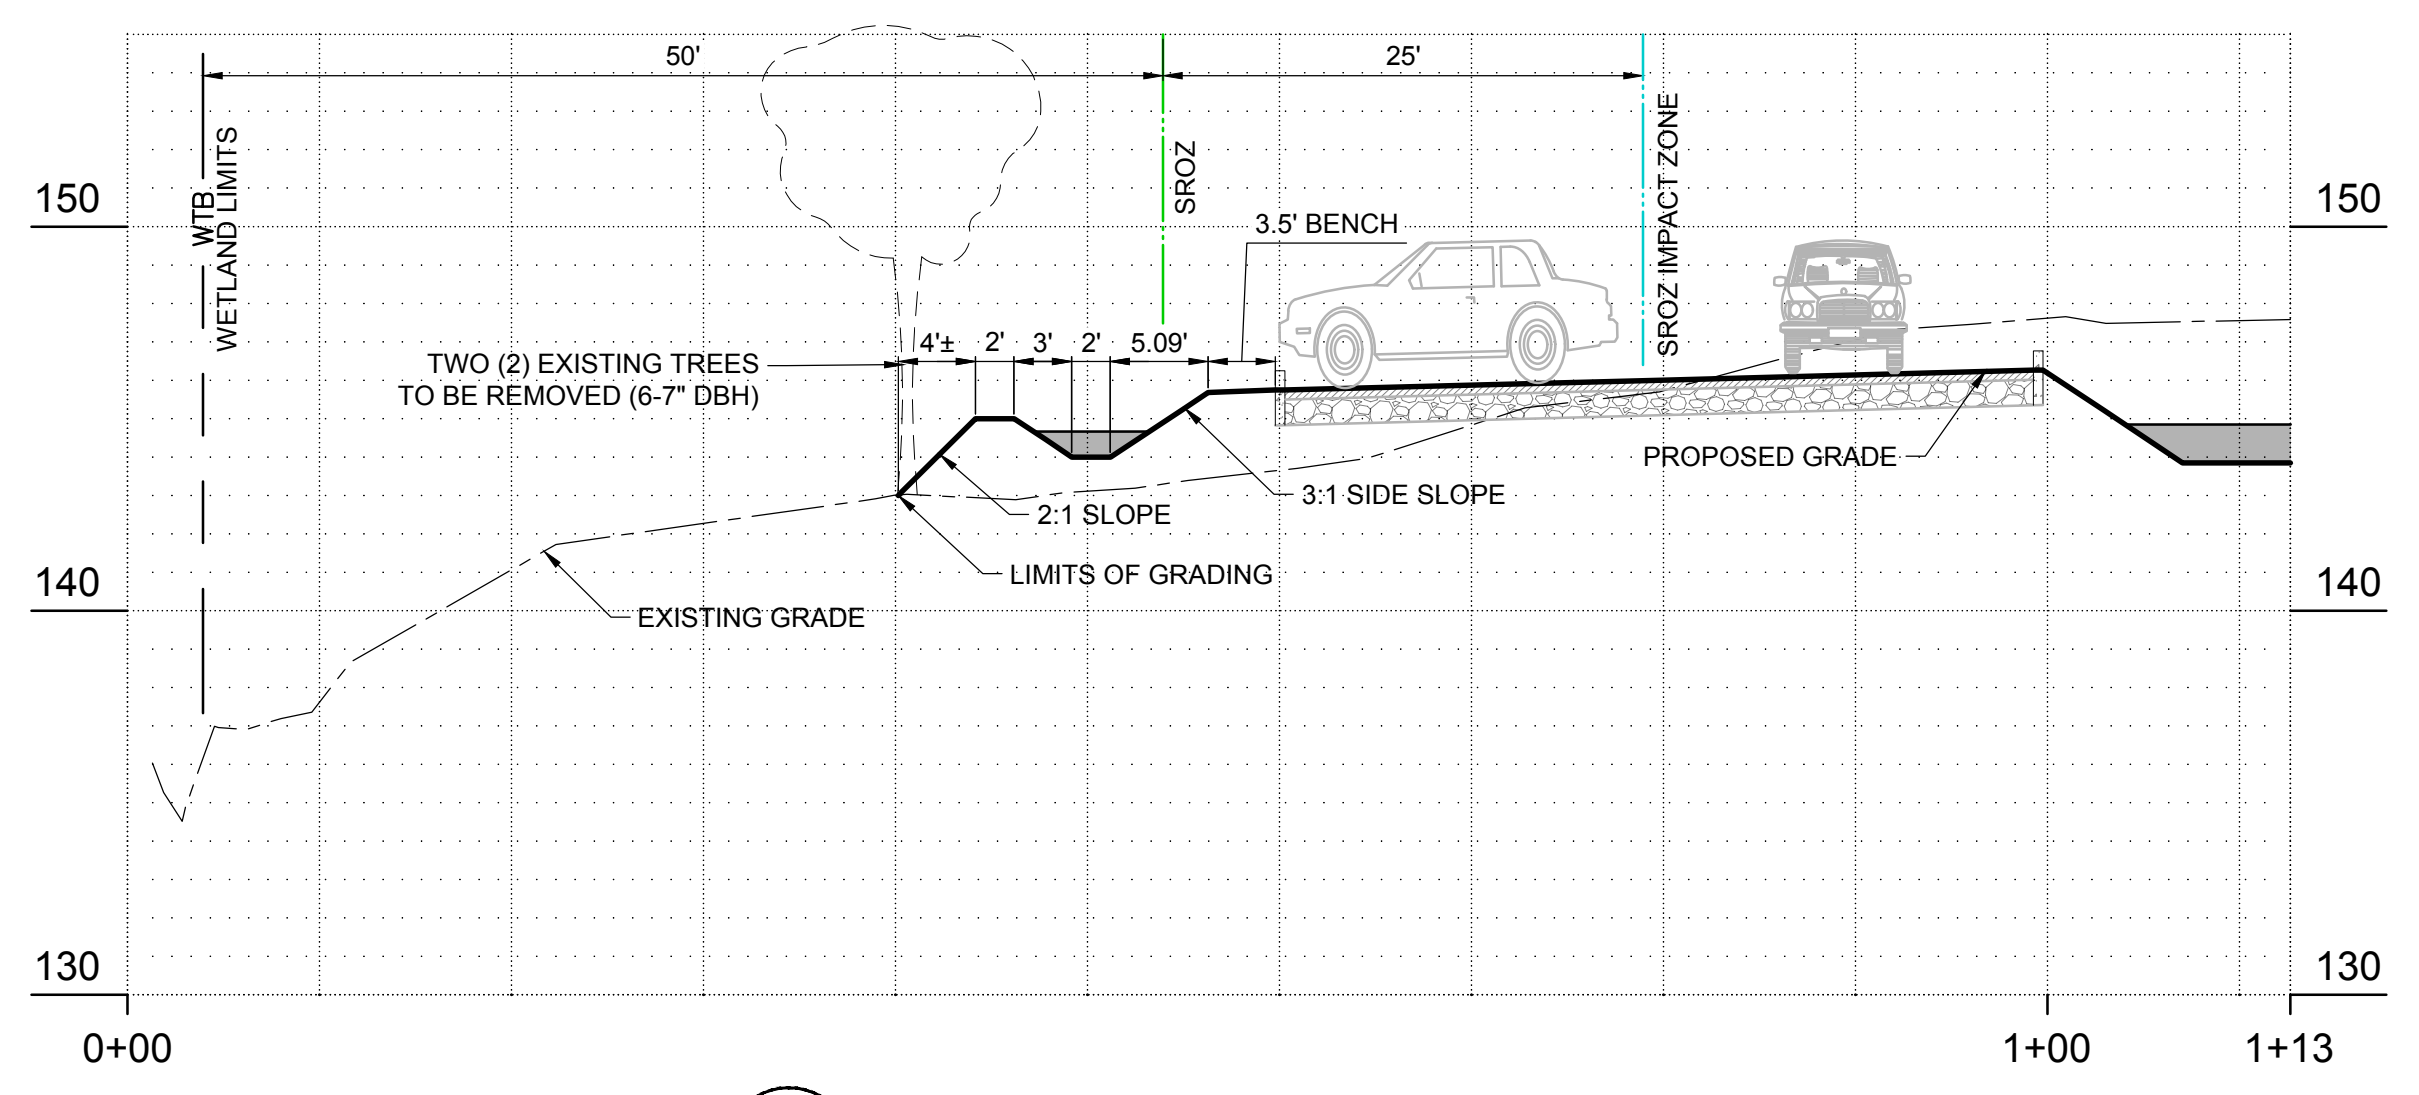 50'
25'
WTB
WETLAND LIMITS
SROZ
SROZ IMPACT ZONE
150
150
3.5' BENCH
4'±
2'
3'
2'
5.09'
TWO (2) EXISTING TREES
TO BE REMOVED (6-7" DBH)
PROPOSED GRADE
3:1 SIDE SLOPE
2:1 SLOPE
LIMITS OF GRADING
140
140
EXISTING GRADE
130
130
0+00
1+00
1+13